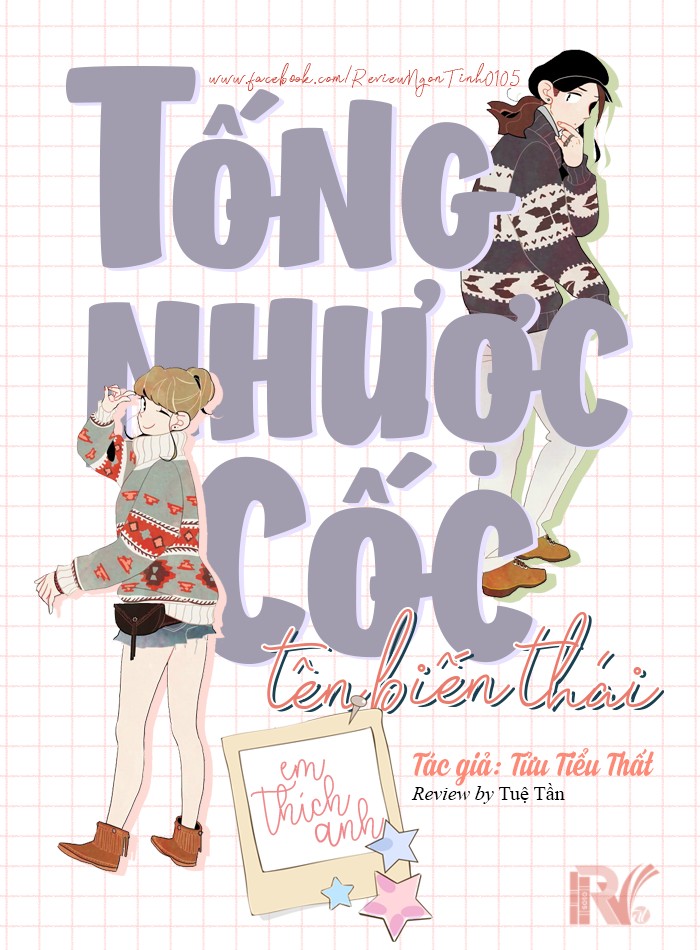 www.facebook.com/ReviewNgonTinh0105
TỐNG
NHƯỢC
CỐC
tên biến thái
em
thích
anh
Tác giả: Tửu Tiểu Thất
Review by Tuệ Tần